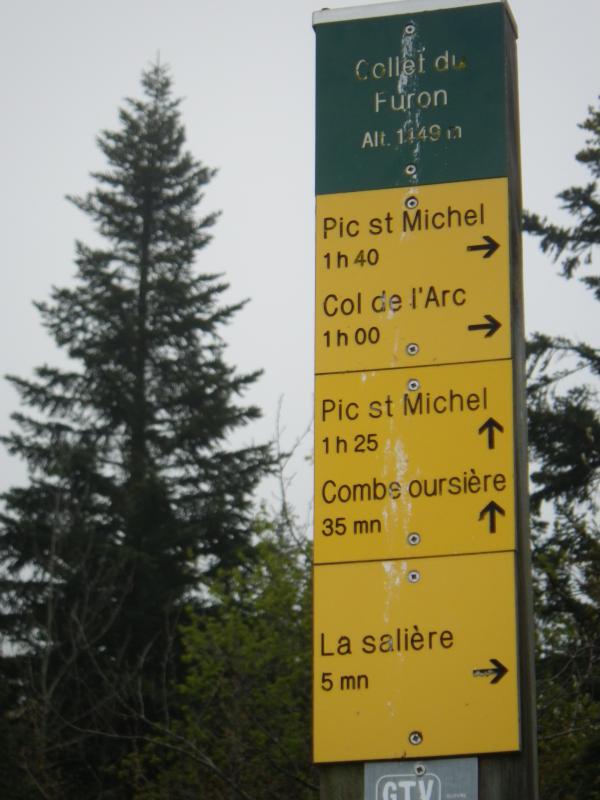 Collet du
Furon
Alt. 1449 m
Pic st Michel
1 h 40 →
Col de l'Arc
1 h 00 →
Pic st Michel
1 h 25 ↑
Combe oursière
35 mn ↑
La salière
5 mn →
GTV